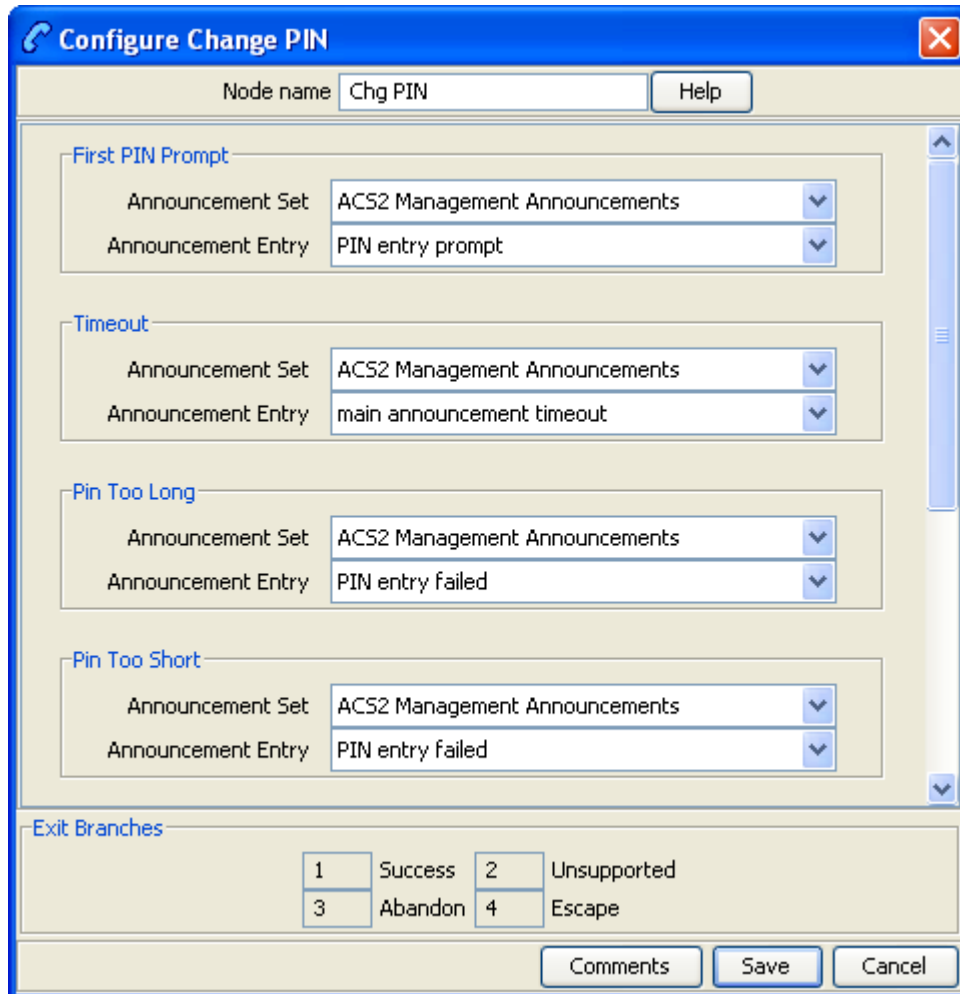 Configure Change PIN
Node name Chg PIN Help
First PIN Prompt
Announcement Set ACS2 Management Announcements
Announcement Entry PIN entry prompt
Timeout
Announcement Set ACS2 Management Announcements
Announcement Entry main announcement timeout
Pin Too Long
Announcement Set ACS2 Management Announcements
Announcement Entry PIN entry failed
Pin Too Short
Announcement Set ACS2 Management Announcements
Announcement Entry PIN entry failed
Exit Branches
1 Success 2 Unsupported
3 Abandon 4 Escape
Comments Save Cancel